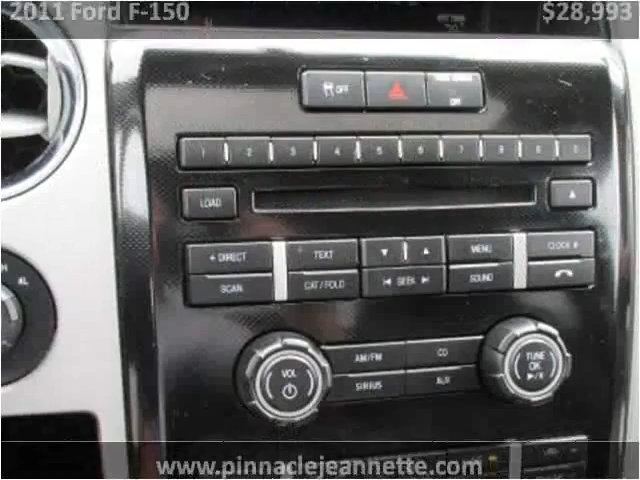 2011 Ford F-150 $28,993
OFF
OFF
1 2 3 4 5 6 7 8 9 0
LOAD
DIRECT TEXT MENU CLOCK
SCAN CAT/FOLD SEEK SOUND
VOL AM/FM CD TUNE
OK
SIRIUS AUX
www.pinnaclejeannette.com